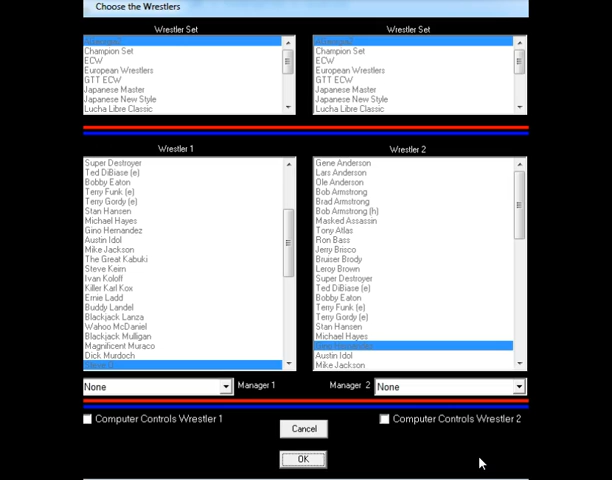 Choose the Wrestlers
Wrestler Set
Champion Set
ECW
European Wrestlers
GTT ECW
Japanese Master
Japanese New Style
Lucha Libre Classic
Wrestler Set
Champion Set
ECW
European Wrestlers
GTT ECW
Japanese Master
Japanese New Style
Lucha Libre Classic
Wrestler 1
Super Destroyer
Ted DiBiase (e)
Bobby Eaton
Terry Funk (e)
Terry Gordy (e)
Stan Hansen
Michael Hayes
Gino Hernandez
Austin Idol
Mike Jackson
The Great Kabuki
Steve Keirn
Ivan Koloff
Killer Karl Kox
Ernie Ladd
Buddy Landel
Blackjack Lanza
Wahoo McDaniel
Blackjack Mulligan
Magnificent Muraco
Dick Murdoch
Wrestler 2
Gene Anderson
Lars Anderson
Ole Anderson
Bob Armstrong
Brad Armstrong
Bob Armstrong (h)
Masked Assassin
Tony Atlas
Ron Bass
Jerry Brisco
Bruiser Brody
Leroy Brown
Super Destroyer
Ted DiBiase (e)
Bobby Eaton
Terry Funk (e)
Terry Gordy (e)
Stan Hansen
Michael Hayes
Gino Hernandez
Austin Idol
Mike Jackson
None
Manager 1
Manager 2
None
Computer Controls Wrestler 1
Computer Controls Wrestler 2
Cancel
OK